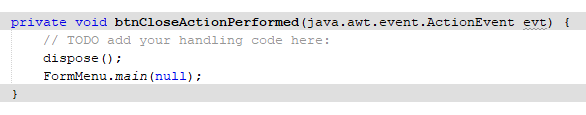 private void btnCloseActionPerformed(java.awt.event.ActionEvent evt) {
// TODO add your handling code here:
dispose();
FormMenu.main(null);
}